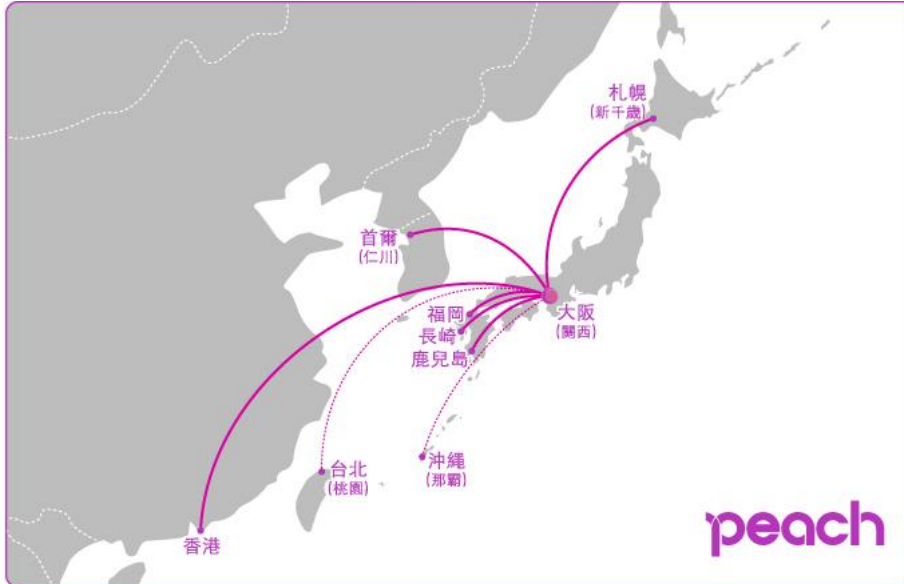 札幌
(新千歳)
首爾
(仁川)
福岡
長崎
鹿兒島
大阪
(關西)
台北
(桃園)
沖縄
(那霸)
香港
peach